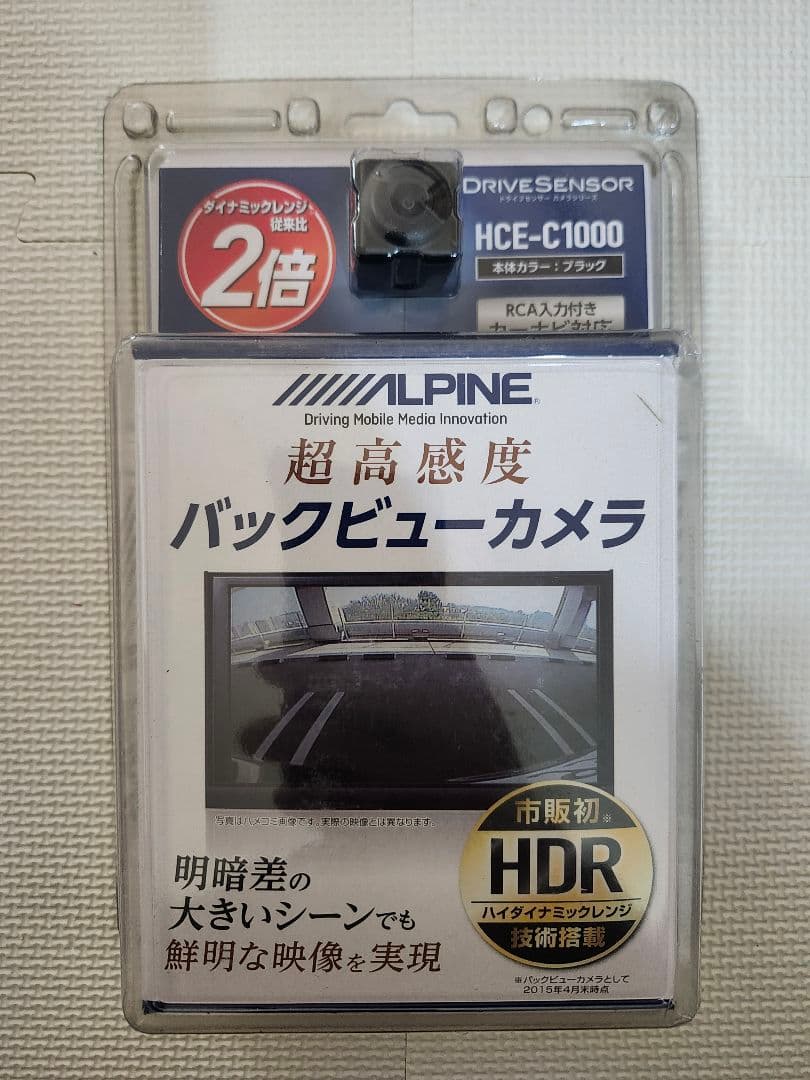 ダイナミックレンジ
従来比
2倍
DRIVESENSOR
ドライブセンサー カメラシリーズ
HCE-C1000
本体カラー：ブラック
RCA入力付き
カーナビ対応
ALPINE®
Driving Mobile Media Innovation
超高感度
バックビューカメラ
写真はハメコミ画像です。実際の映像とは異なります。
市販初※
HDR
ハイダイナミックレンジ
技術搭載
明暗差の
大きいシーンでも
鮮明な映像を実現
※バックビューカメラとして
2015年4月末時点